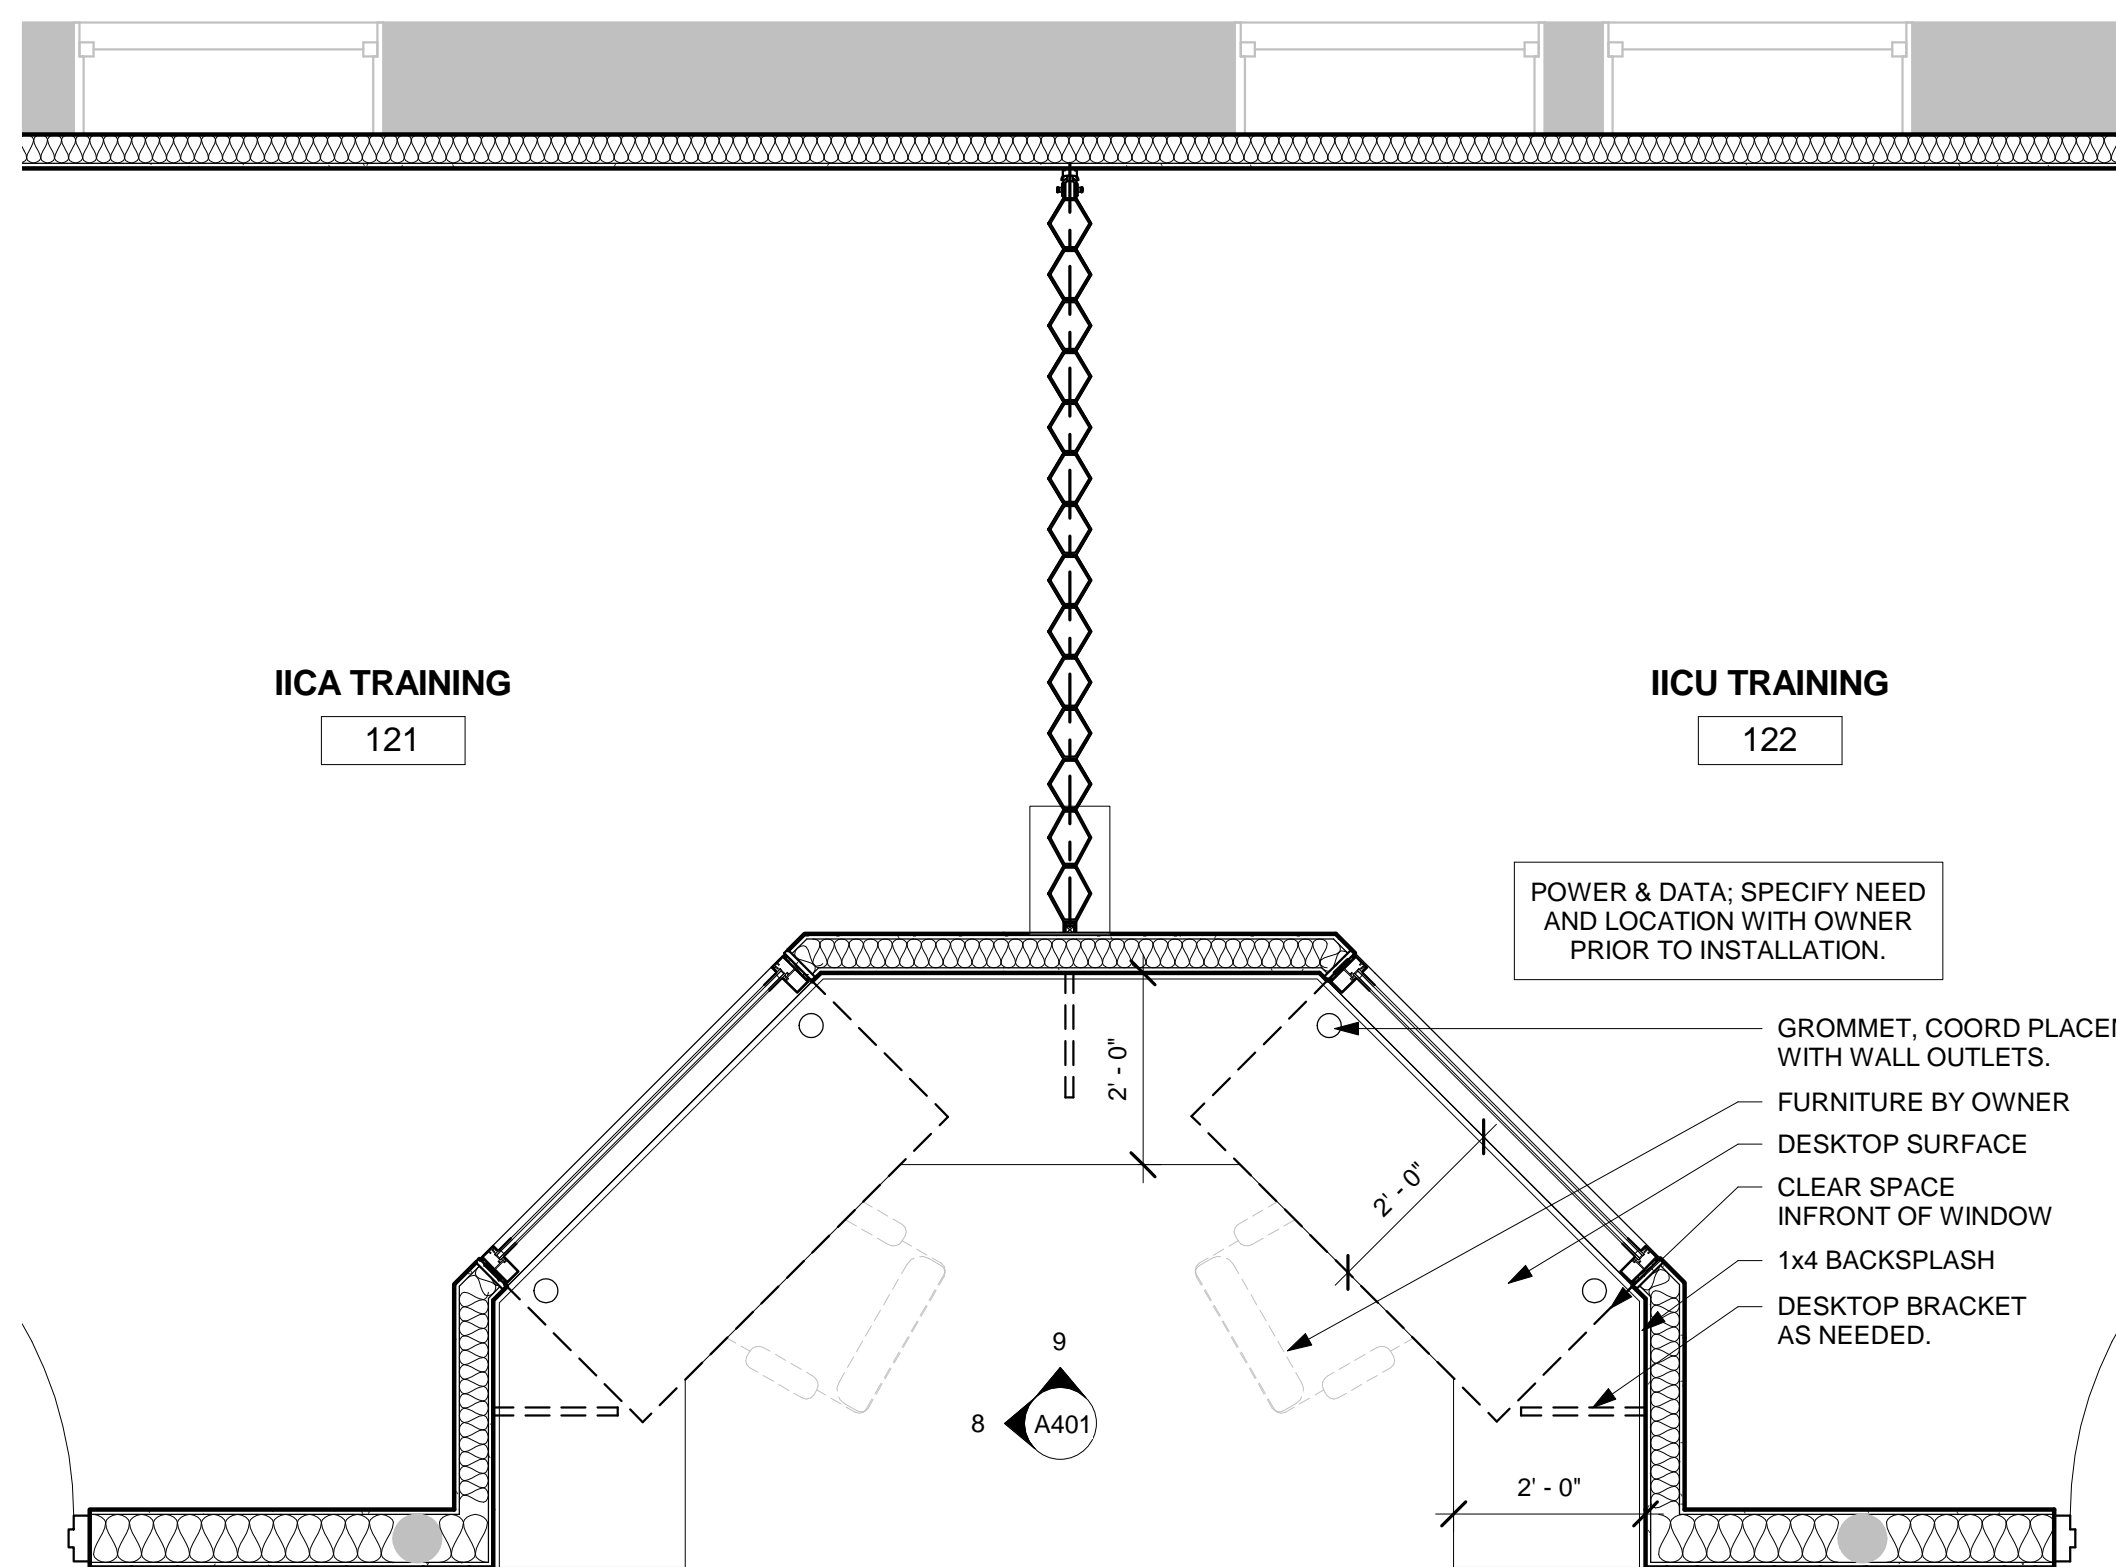 IICA TRAINING
121
IICU TRAINING
122
POWER & DATA; SPECIFY NEED
AND LOCATION WITH OWNER
PRIOR TO INSTALLATION.
GROMMET, COORD
WITH WALL OUTLETS.
FURNITURE BY OWNER
DESKTOP SURFACE
CLEAR SPACE
INFRONT OF WINDOW
1x4 BACKSPLASH
DESKTOP BRACKET
AS NEEDED.
2' - 0"
2' - 0"
2' - 0"
9
8
A401